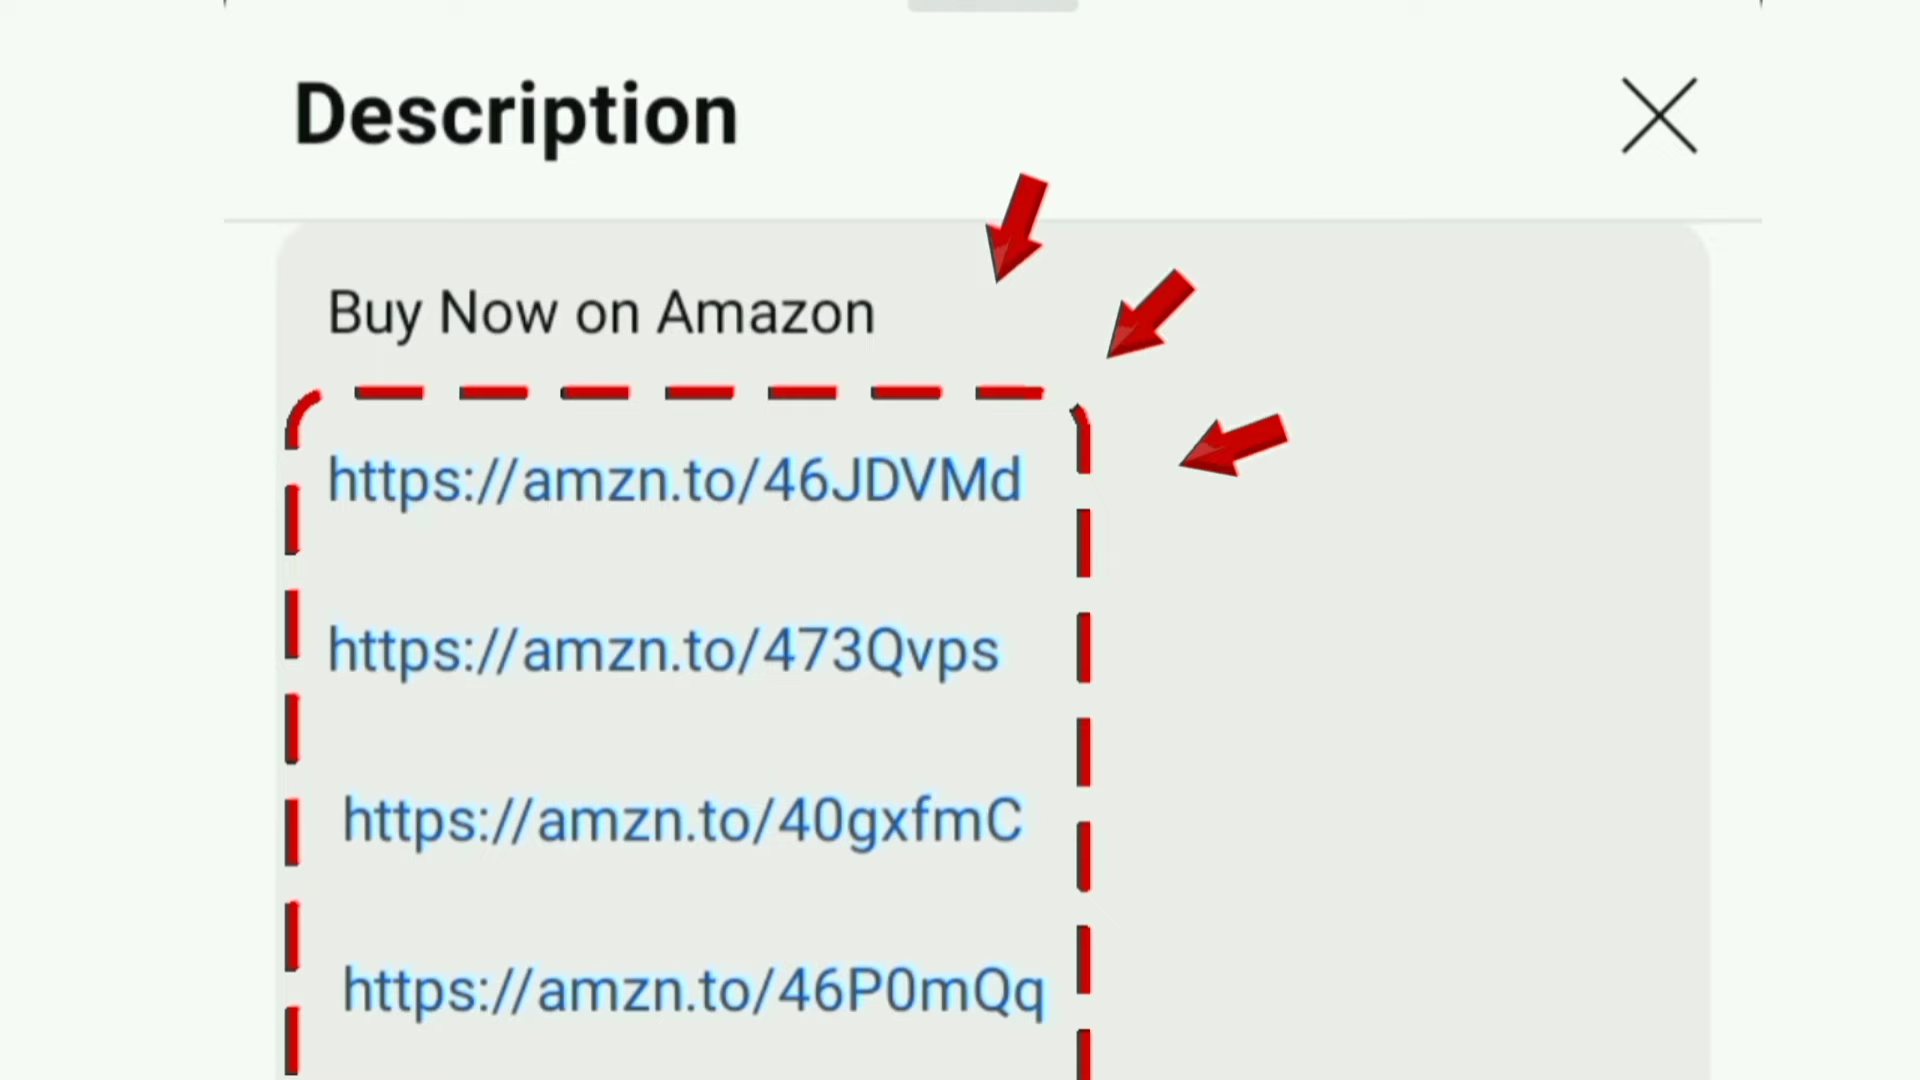 Description
Buy Now on Amazon
https://amzn.to/46JDVMd
https://amzn.to/473Qvps
https://amzn.to/40gxfmC
https://amzn.to/46P0mQq